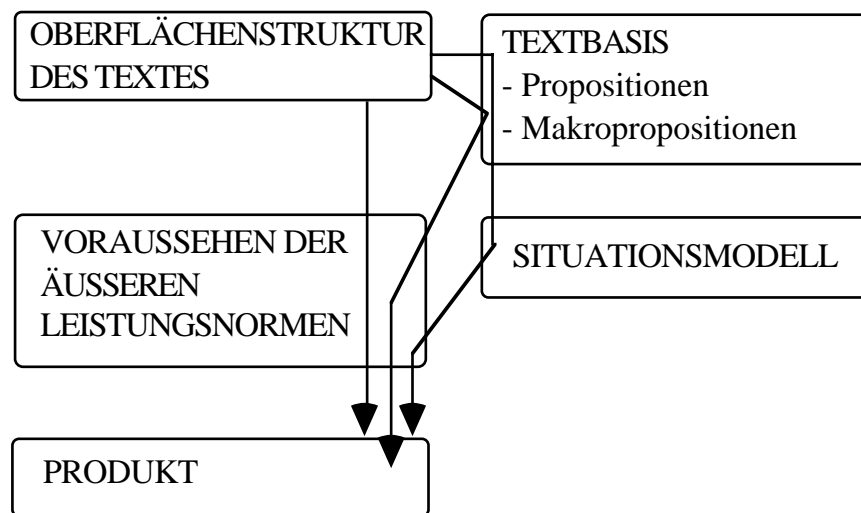 OBERFLÄCHENSTRUKTUR
DES TEXTES
TEXTBASIS
- Propositionen
- Makropropositionen
VORAUSSEHEN DER
ÄUSSEREN
LEISTUNGSNORMEN
SITUATIONSMODELL
PRODUKT